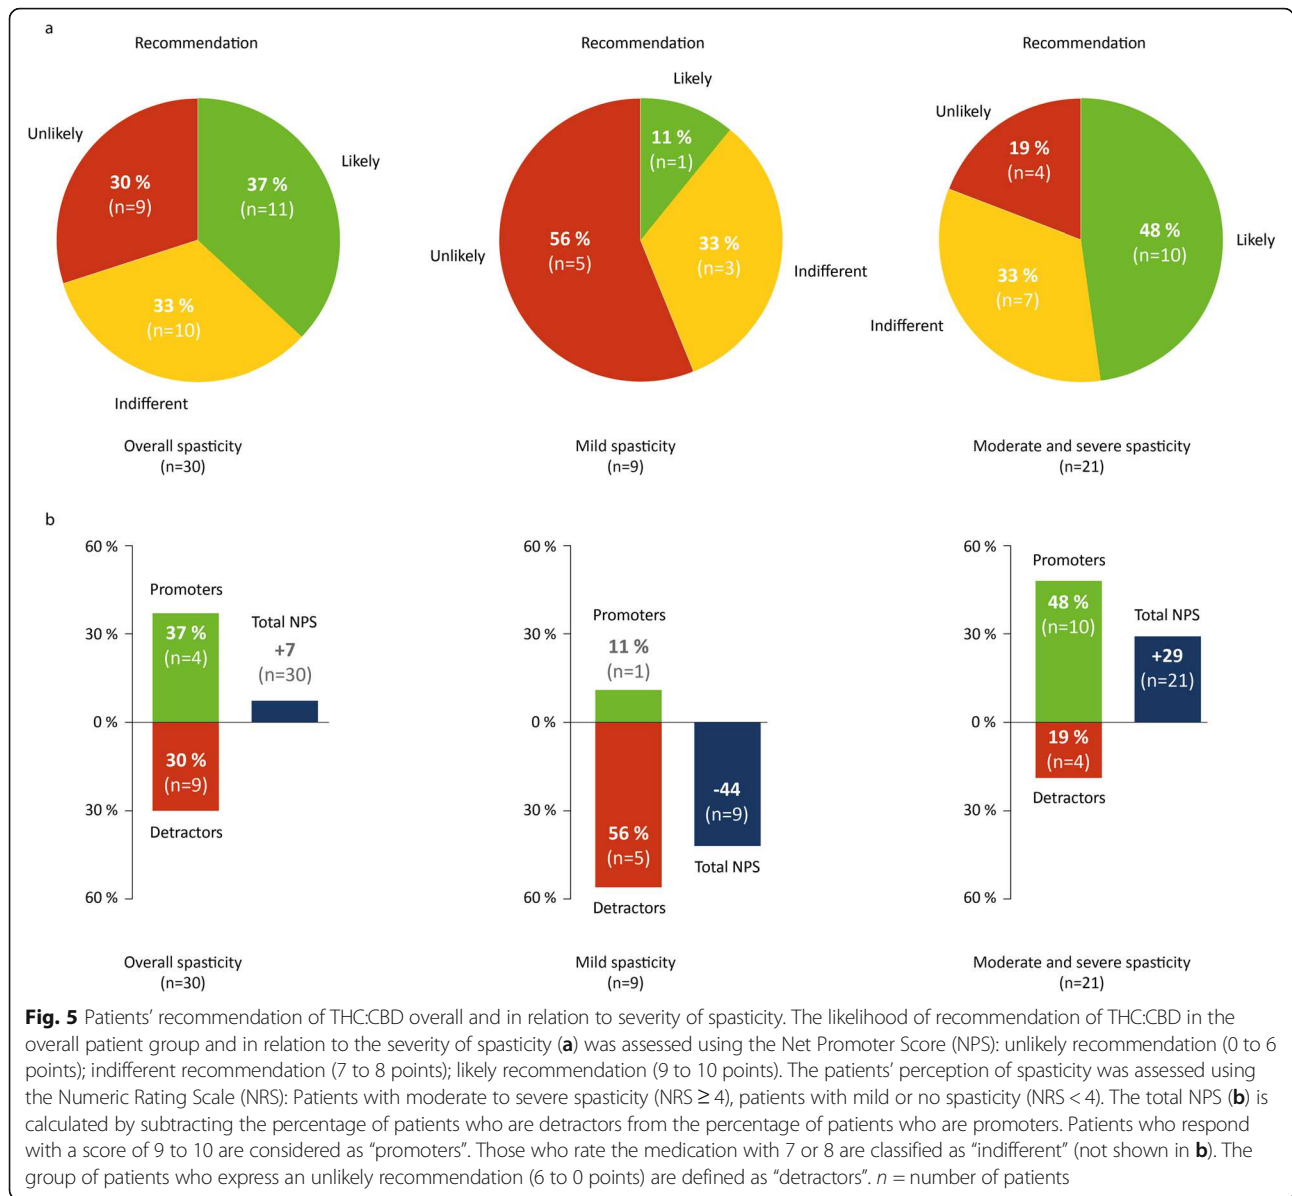 a
Recommendation
Recommendation
Recommendation
Unlikely
Likely
30 %
(n=9)
37 %
(n=11)
33 %
(n=10)
Indifferent
Overall spasticity
(n=30)
Likely
11 %
(n=1)
Unlikely
56 %
(n=5)
33 %
(n=3)
Indifferent
Mild spasticity
(n=9)
Unlikely
19 %
(n=4)
48 %
(n=10)
Likely
33 %
(n=7)
Indifferent
Moderate and severe spasticity
(n=21)
b
60 %
30 %
0 %
30 %
60 %
Promoters
37 %
(n=4)
Total NPS
+7
(n=30)
30 %
(n=9)
Detractors
Overall spasticity
(n=30)
60 %
30 %
0 %
30 %
60 %
Promoters
11 %
(n=1)
56 %
(n=5)
Detractors
-44
(n=9)
Total NPS
Mild spasticity
(n=9)
60 %
30 %
0 %
30 %
60 %
Promoters
48 %
(n=10)
Total NPS
+29
(n=21)
19 %
(n=4)
Detractors
Moderate and severe spasticity
(n=21)
Fig. 5 Patients’ recommendation of THC:CBD overall and in relation to severity of spasticity. The likelihood of recommendation of THC:CBD in the
overall patient group and in relation to the severity of spasticity (a) was assessed using the Net Promoter Score (NPS): unlikely recommendation (0 to 6
points); indifferent recommendation (7 to 8 points); likely recommendation (9 to 10 points). The patients’ perception of spasticity was assessed using
the Numeric Rating Scale (NRS): Patients with moderate to severe spasticity (NRS ≥ 4), patients with mild or no spasticity (NRS < 4). The total NPS (b) is
calculated by subtracting the percentage of patients who are detractors from the percentage of patients who are promoters. Patients who respond
with a score of 9 to 10 are considered as “promoters”. Those who rate the medication with 7 or 8 are classified as “indifferent” (not shown in b). The
group of patients who express an unlikely recommendation (6 to 0 points) are defined as “detractors”. n = number of patients